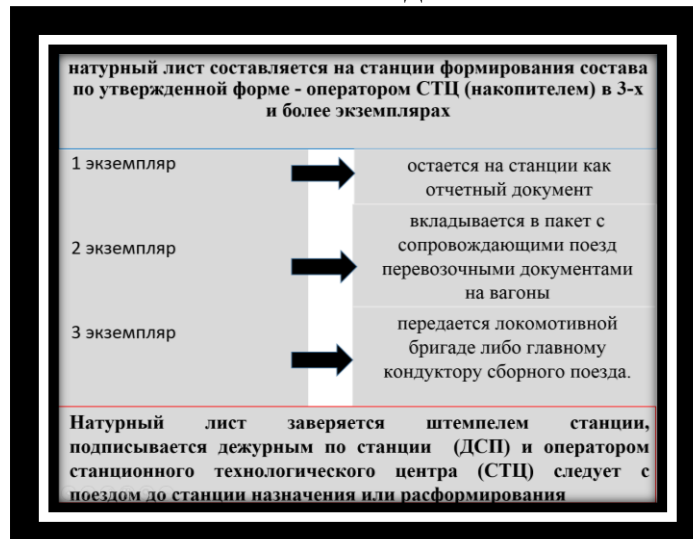 натурный лист составляется на станции формирования состава
по утвержденной форме - оператором СТЦ (накопителем) в 3-х
и более экземплярах
1 экземпляр
остается на станции как
отчетный документ
2 экземпляр
вкладывается в пакет с
сопровождающими поезд
перевозочными документами
на вагоны
3 экземпляр
передается локомотивной
бригаде либо главному
кондуктору сборного поезда.
Натурный лист заверяется штемпелем станции,
подписывается дежурным по станции (ДСП) и оператором
станционного технологического центра (СТЦ) следует с
поездом до станции назначения или расформирования